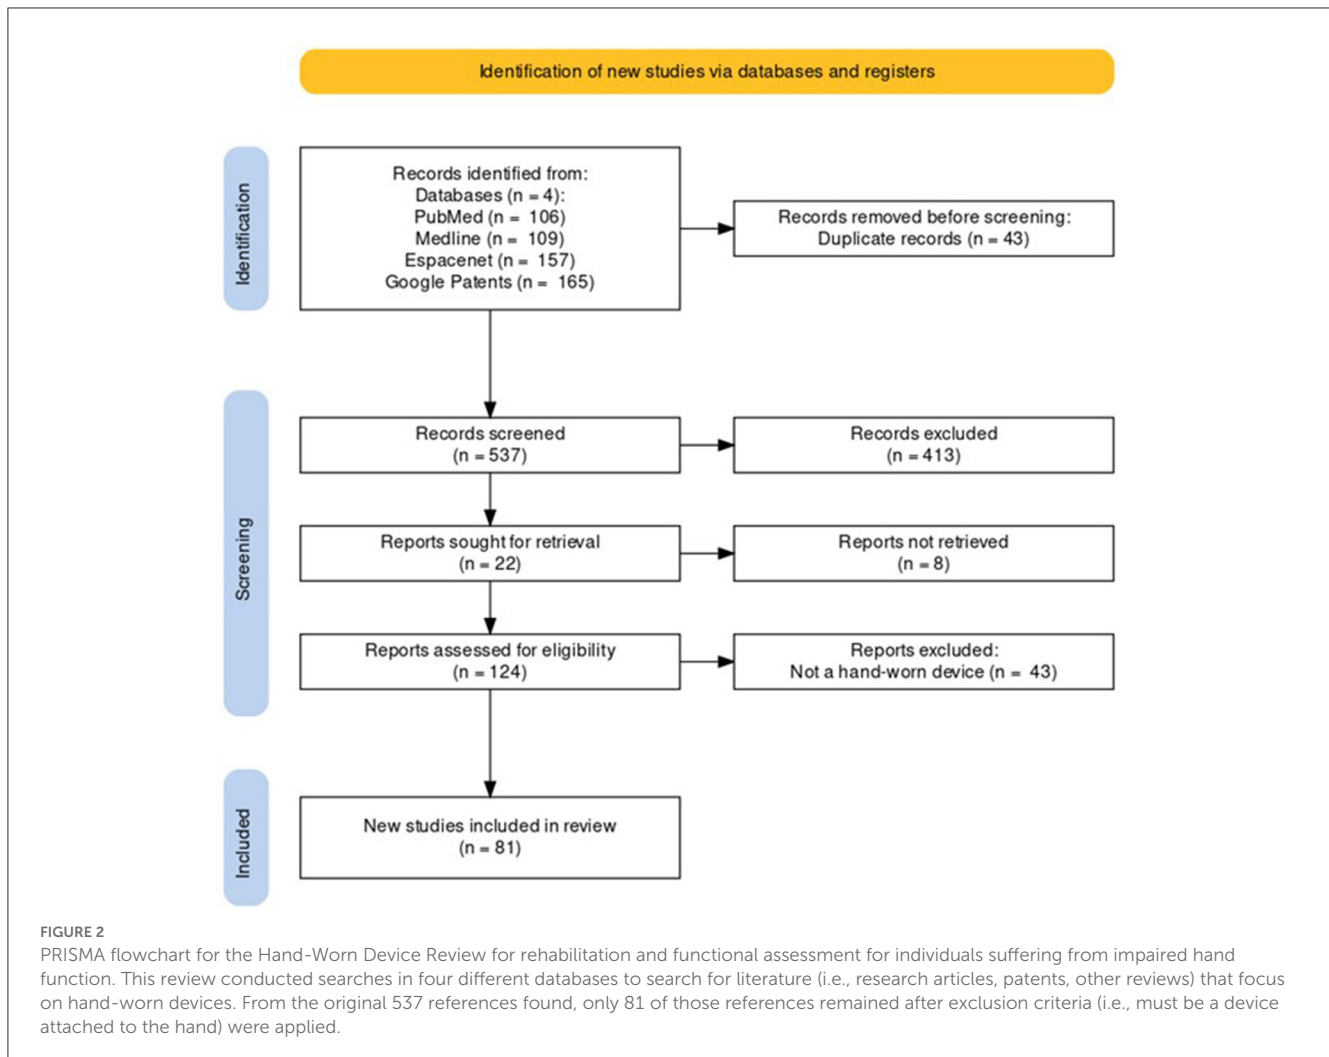 Identification of new studies via databases and registers
Identification
Records identified from:
Databases (n = 4):
PubMed (n = 106)
Medline (n = 109)
Espacenet (n = 157)
Google Patents (n = 165)
Records removed before screening:
Duplicate records (n = 43)
Screening
Records screened
(n = 537)
Records excluded
(n = 413)
Reports sought for retrieval
(n = 22)
Reports not retrieved
(n = 8)
Reports assessed for eligibility
(n = 124)
Reports excluded:
Not a hand-worn device (n = 43)
Included
New studies included in review
(n = 81)
FIGURE 2
PRISMA flowchart for the Hand-Worn Device Review for rehabilitation and functional assessment for individuals suffering from impaired hand
function. This review conducted searches in four different databases to search for literature (i.e., research articles, patents, other reviews) that focus
on hand-worn devices. From the original 537 references found, only 81 of those references remained after exclusion criteria (i.e., must be a device
attached to the hand) were applied.